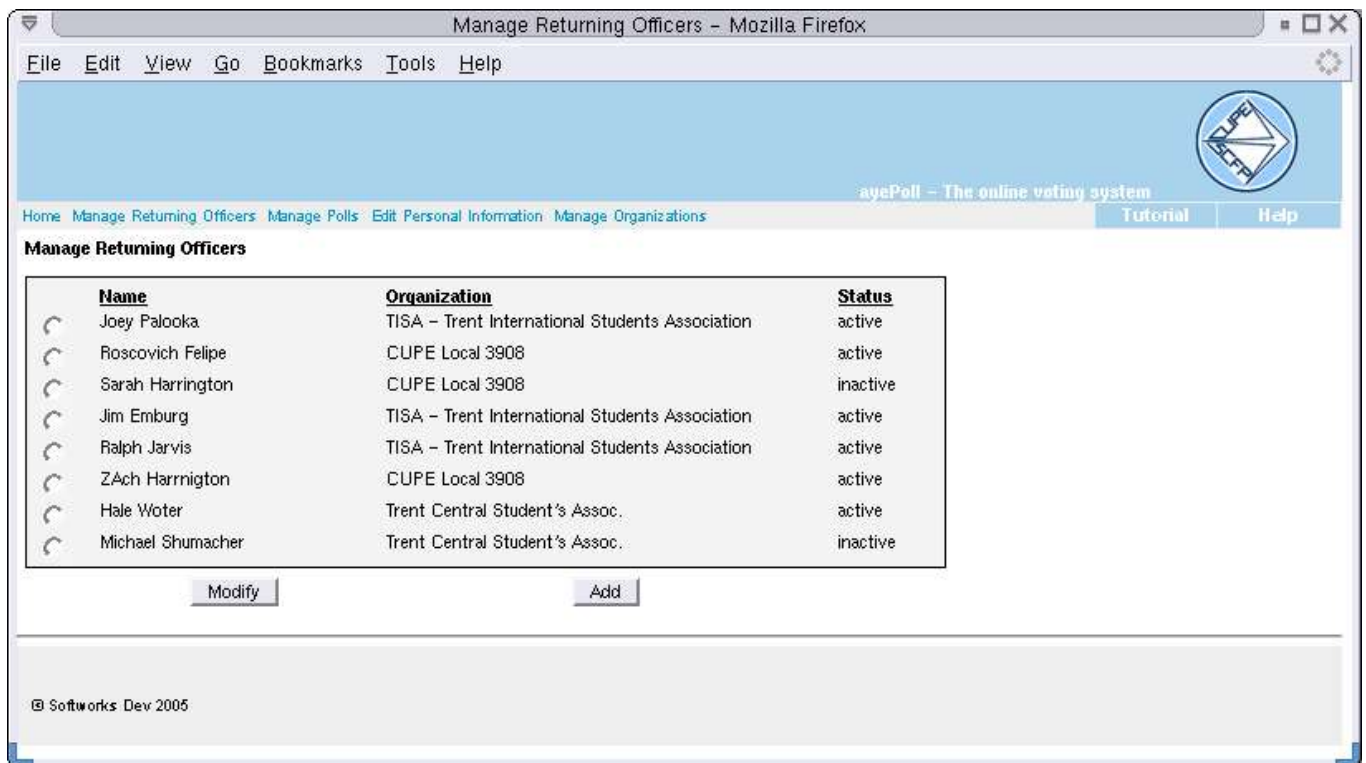 Manage Returning Officers – Mozilla Firefox
File Edit View Go Bookmarks Tools Help
CUPE
SCFP
ayePoll – The online voting system
Home Manage Returning Officers Manage Polls Edit Personal Information Manage Organizations Tutorial Help
Manage Returning Officers
Name Organization Status
Joey Palooka TISA – Trent International Students Association active
Roscovich Felipe CUPE Local 3908 active
Sarah Harrington CUPE Local 3908 inactive
Jim Emburg TISA – Trent International Students Association active
Ralph Jarvis TISA – Trent International Students Association active
ZAch Harrnigton CUPE Local 3908 active
Hale Woter Trent Central Student's Assoc. active
Michael Shumacher Trent Central Student's Assoc. inactive
Modify Add
© Softworks Dev 2005